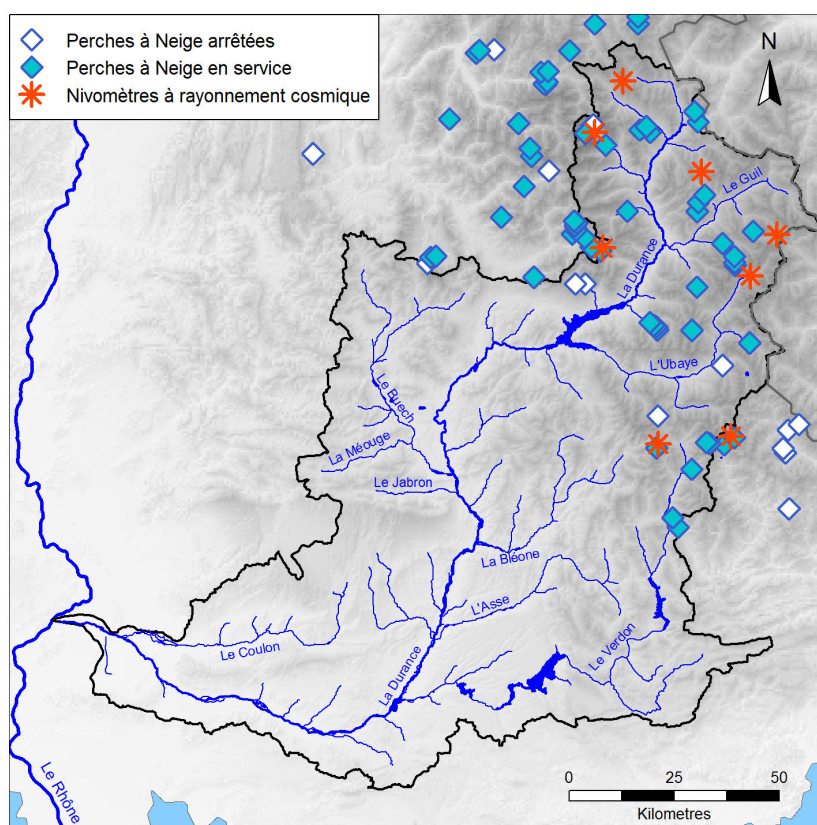 Perches à Neige arrêtées
Perches à Neige en service
Nivomètres à rayonnement cosmique
N
Le Guil
La Durance
L'Ubaye
Le Buech
La Méouge
Le Jabron
La Bléone
L'Asse
Le Verdon
Le Coulon
La Durance
Le Rhône
0 25 50
Kilometres